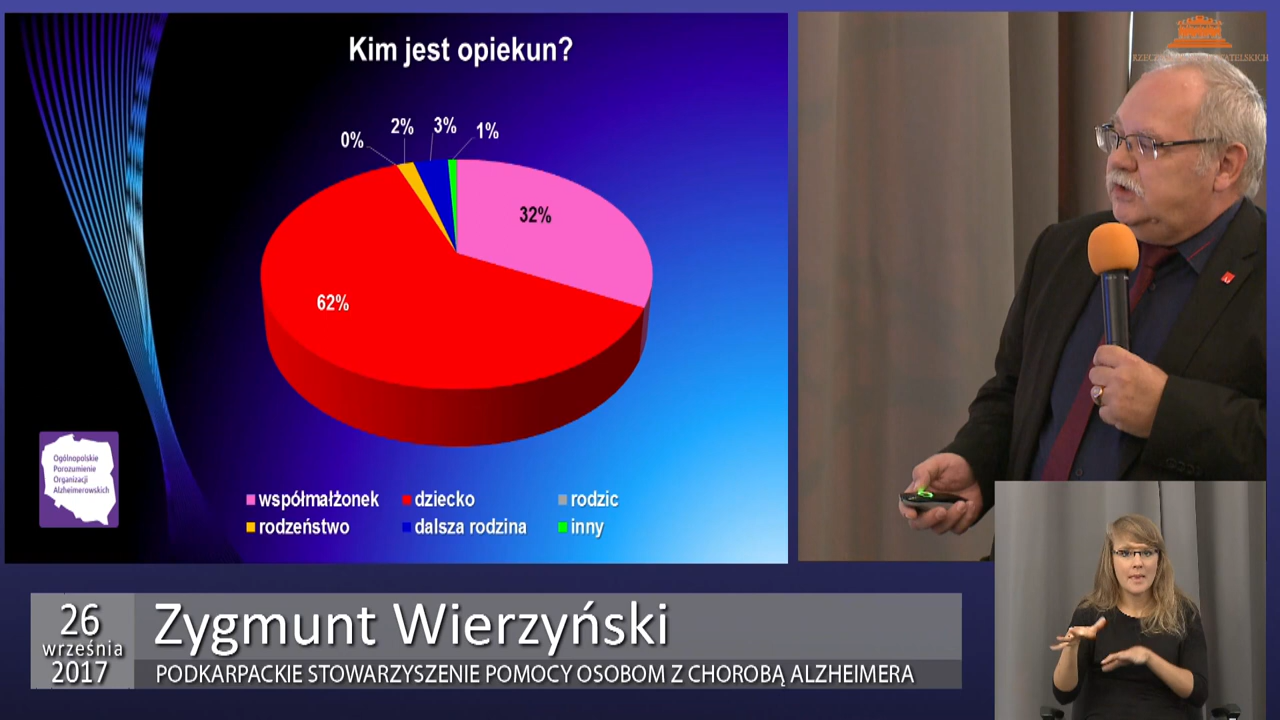 Kim jest opiekun?
0%
2%
3%
1%
32%
62%
współmałżonek
dziecko
rodzic
rodzeństwo
dalsza rodzina
inny
Ogólnopolskie
Porozumienie
Organizacji
Alzheimerowskich
26
września
2017
Zygmunt Wierzyński
PODKARPACKIE STOWARZYSZENIE POMOCY OSOBOM Z CHOROBĄ ALZHEIMERA